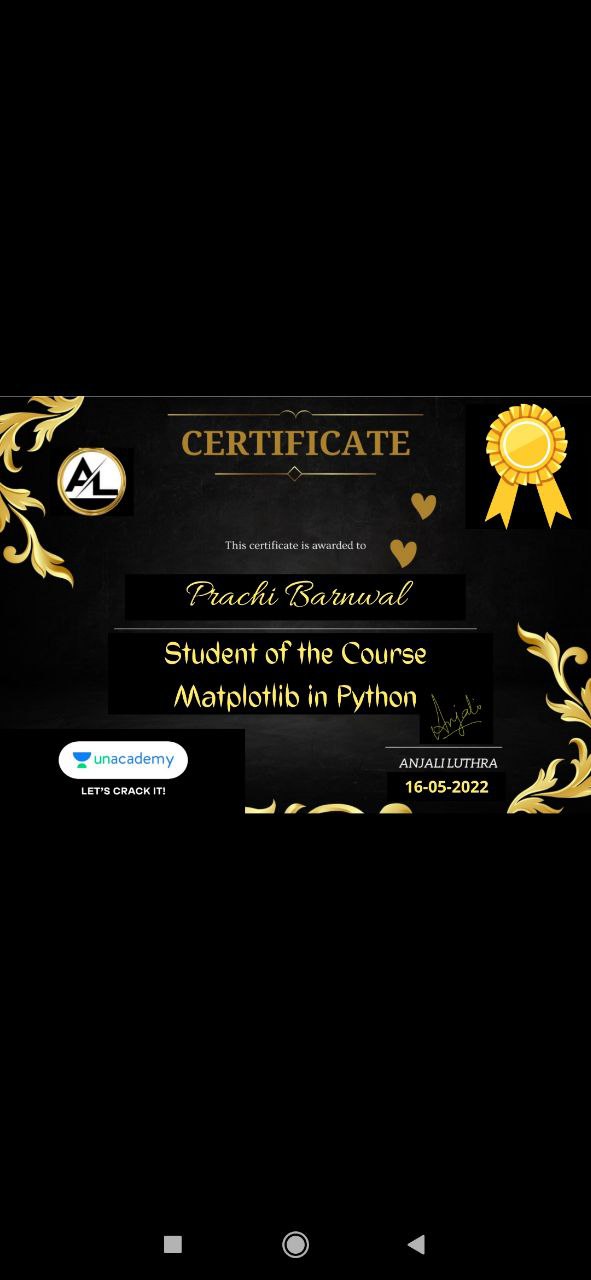 CERTIFICATE
AL
This certificate is awarded to
Prachi Barnwal
Student of the Course
Matplotlib in Python
Anjali
ANJALI LUTHRA
16-05-2022
unacademy
LET'S CRACK IT!